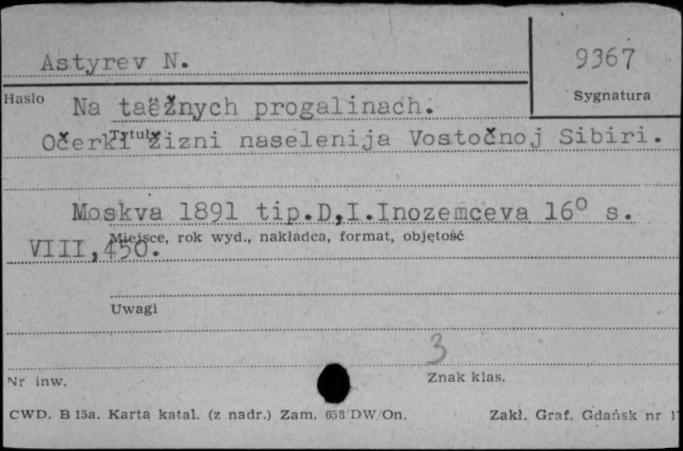 Astyrev N.
9367
Hasło
Sygnatura
Na taëžnych progalinach.
Tytuł
Očerki žizni naselenija Vostočnoj Sibiri.
Moskva 1891 tip.D,I.Inozemceva 16° s.
Miejsce, rok wyd., nakładca, format, objętość
VIII,450.
Uwagi
3
Nr inw.
Znak klas.
CWD. B 15a. Karta katal. (z nadr.) Zam. 658/DW/On.
Zakł. Graf. Gdańsk nr